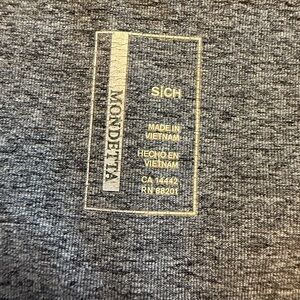 MONDETTA
S|CH
MADE IN
VIETNAM
HECHO EN
VIETNAM
CA 14442
RN 88201